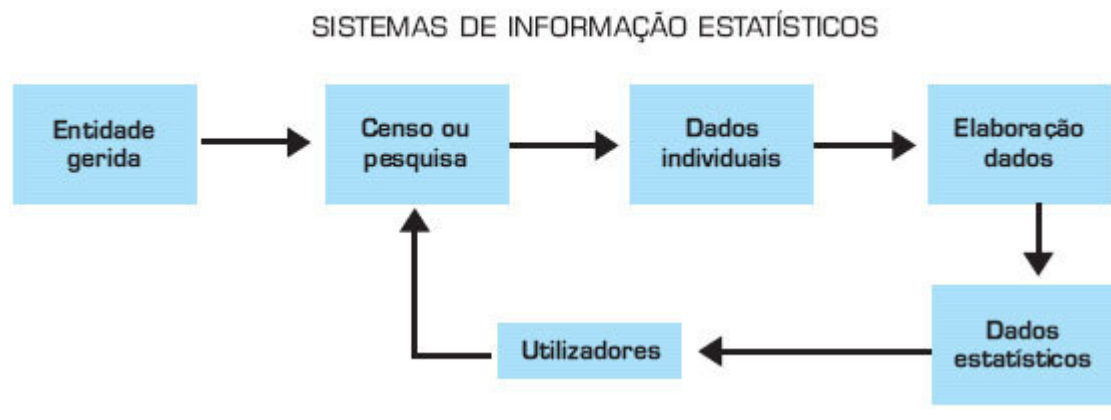 SISTEMAS DE INFORMAÇÃO ESTATÍSTICOS
Entidade
gerida
Censo ou
pesquisa
Dados
individuais
Elaboração
dados
Dados
estatísticos
Utilizadores